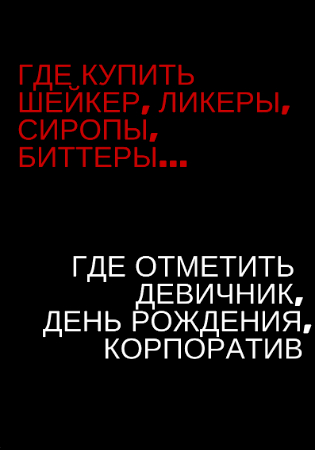 ГДЕ КУПИТЬ
ШЕЙКЕР, ЛИКЕРЫ,
СИРОПЫ,
БИТТЕРЫ...
ГДЕ ОТМЕТИТЬ
ДЕВИЧНИК,
ДЕНЬ РОЖДЕНИЯ,
КОРПОРАТИВ